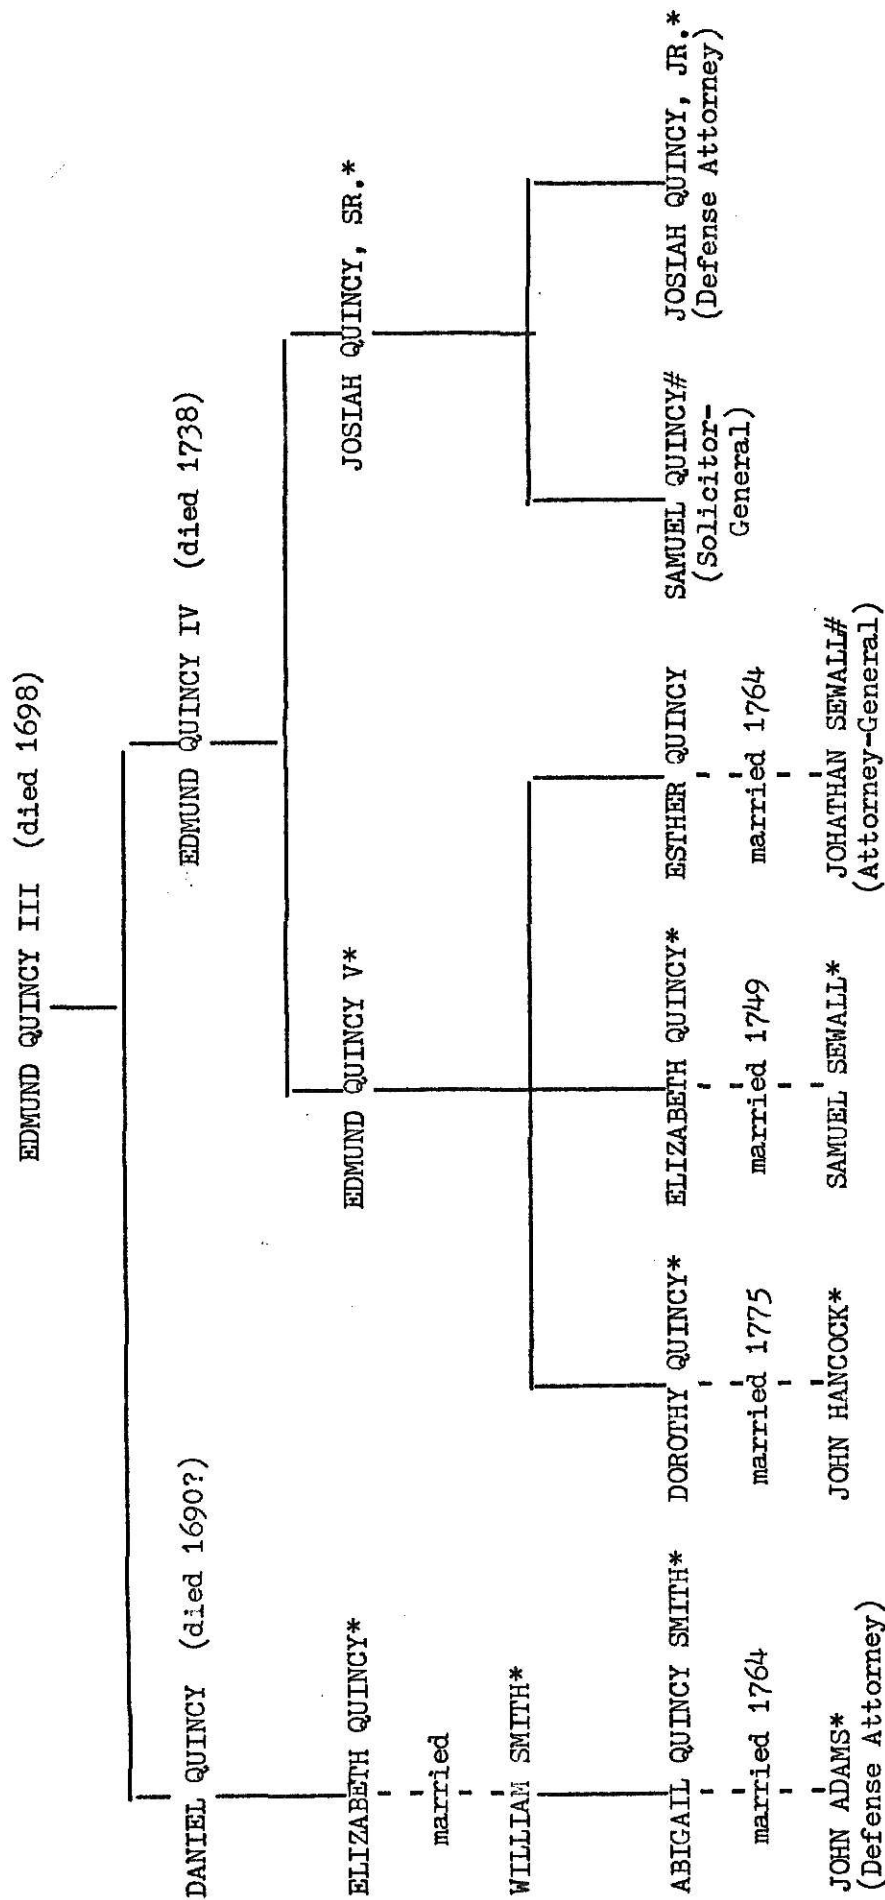 EDMUND QUINCY III (died 1698)
DANIEL QUINCY (died 1690?)
EDMUND QUINCY IV (died 1738)
ELIZABETH QUINCY*
married
WILLIAM SMITH*
EDMUND QUINCY V*
JOSIAH QUINCY, SR.*
ABIGAIL QUINCY SMITH*
married 1764
JOHN ADAMS*
(Defense Attorney)
DOROTHY QUINCY*
married 1775
JOHN HANCOCK*
ELIZABETH QUINCY*
married 1749
SAMUEL SEWALL*
ESTHER QUINCY
married 1764
JOHATHAN SEWALL#
(Attorney-General)
SAMUEL QUINCY#
(Solicitor-
General)
JOSIAH QUINCY, JR.*
(Defense Attorney)